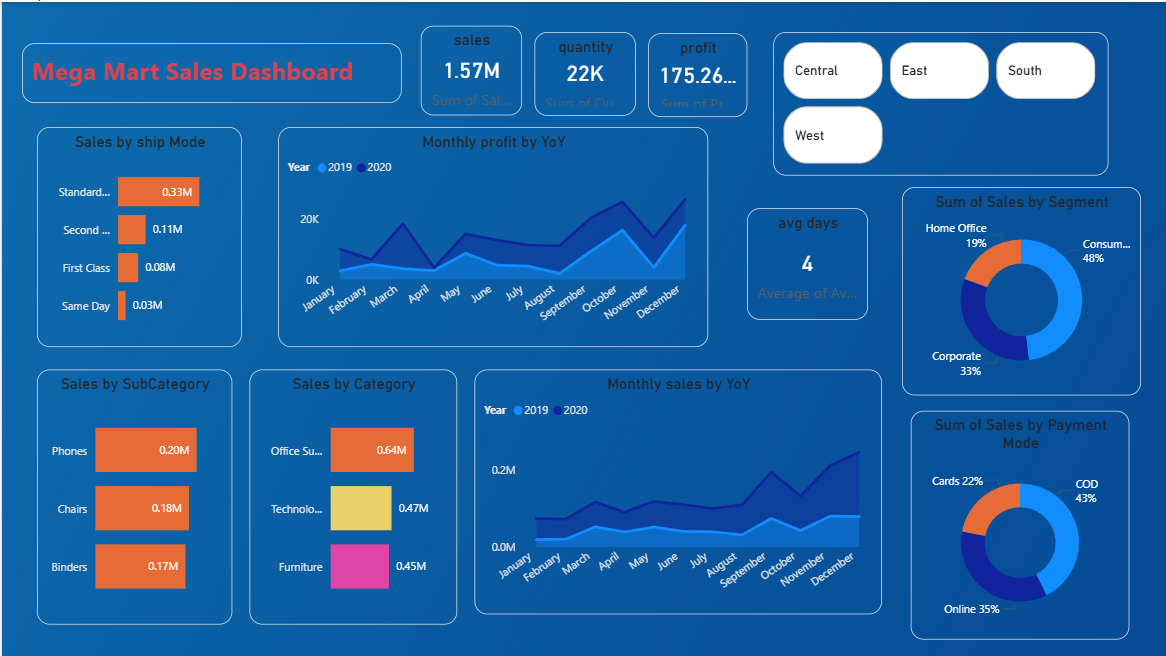 Mega Mart Sales Dashboard
sales
1.57M
Sum of Sal...
quantity
22K
Sum of Qu...
profit
175.26...
Sum of Pr...
Central
East
South
West
Sales by ship Mode
Standard...
0.33M
Second ...
0.11M
First Class
0.08M
Same Day
0.03M
Monthly profit by YoY
Year 2019 2020
20K
0K
January
February
March
April
May
June
July
August
September
October
November
December
avg days
4
Average of Av...
Sum of Sales by Segment
Home Office
19%
Consum...
48%
Corporate
33%
Sales by SubCategory
Phones
0.20M
Chairs
0.18M
Binders
0.17M
Sales by Category
Office Su...
0.64M
Technolo...
0.47M
Furniture
0.45M
Monthly sales by YoY
Year 2019 2020
0.2M
0.0M
January
February
March
April
May
June
July
August
September
October
November
December
Sum of Sales by Payment
Mode
Cards 22%
COD
43%
Online 35%